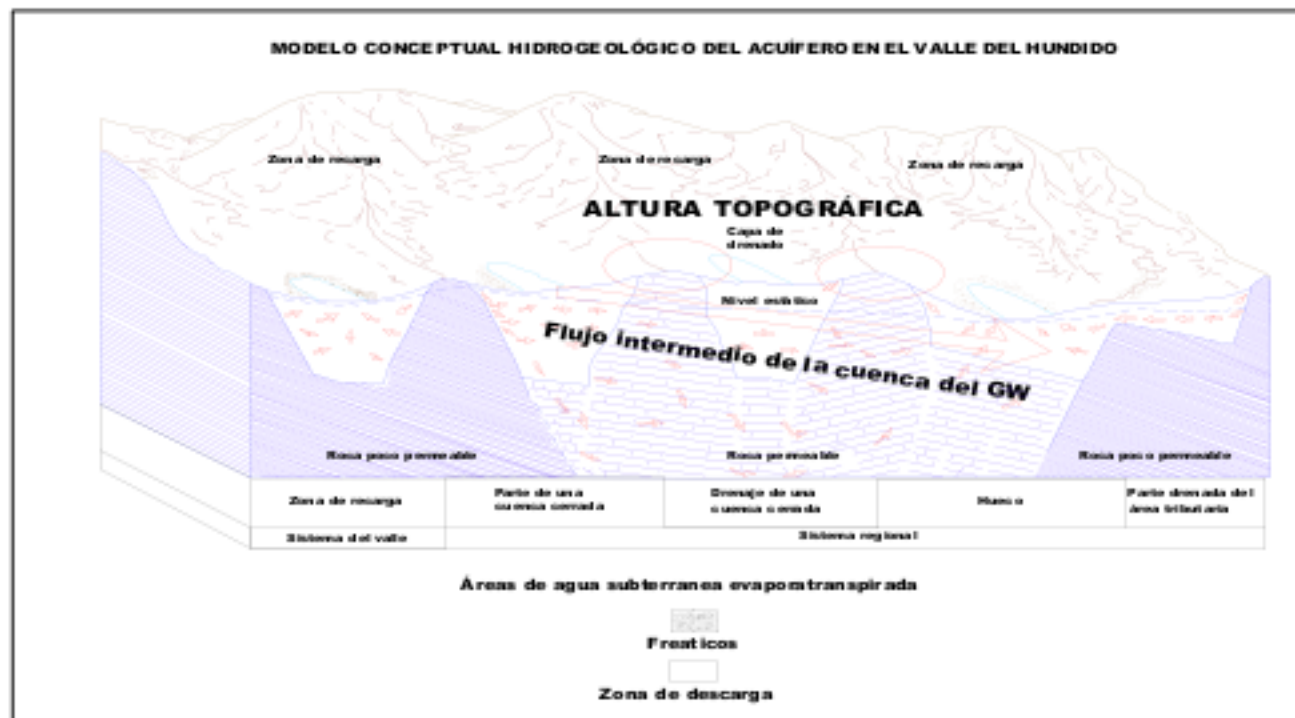 MODELO CONCEPTUAL HIDROGEOLÓGICO DEL ACUÍFERO EN EL VALLE DEL HUNDIDO
Zona de recarga
Zona de recarga
Zona de recarga
ALTURA TOPOGRÁFICA
Capa de
drenado
Nivel estático
Flujo intermedio de la cuenca del GW
Roca poco permeable
Roca permeable
Roca poco permeable
Zona de recarga
Parte de una
cuenca cerrada
Drenaje de una
cuenca cerrada
Hueco
Parte drenada del
área tributaria
Sistema del valle
Sistema regional
Áreas de agua subterranea evapotranspirada
Freaticos
Zona de descarga